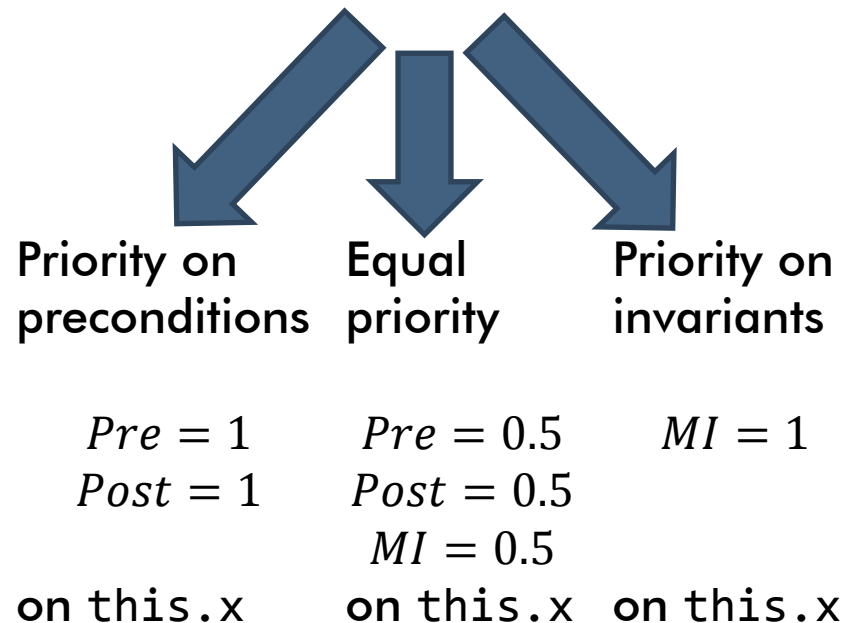 Priority on preconditions
Pre = 1
Post = 1
on this.x
Equal priority
Pre = 0.5
Post = 0.5
MI = 0.5
on this.x
Priority on invariants
MI = 1
on this.x